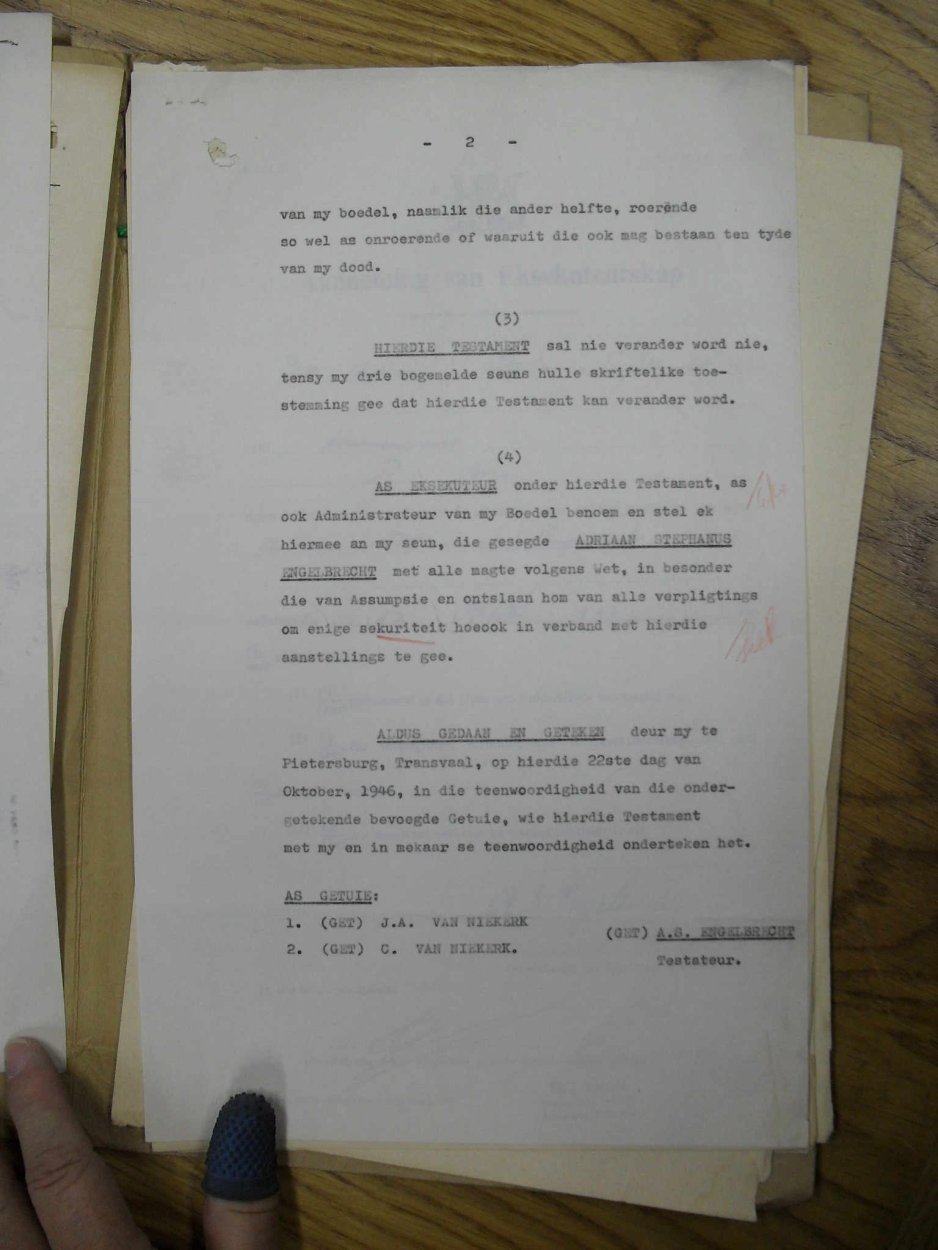 - 2 -
van my boedel, naamlik die ander helfte, roerënde
so wel as onroerende of waaruit die ook mag bestaan ten tyde
van my dood.
(3)
HIERDIE TESTAMENT sal nie verander word nie,
tensy my drie bogemelde seuns hulle skriftelike toe-
stemming gee dat hierdie Testament kan verander word.
(4)
AS EKSEKUTEUR onder hierdie Testament, as
ook Administrateur van my Boedel benoem en stel ek
hiermee an my seun, die gesegde ADRIAAN STEPHANUS
ENGELBRECHT met alle magte volgens Wet, in besonder
die van Assumpsie en ontslaan hom van alle verpligtings
om enige sekuriteit hoeook in verband met hierdie
aanstellings te gee.
ALDUS GEDAAN EN GETEKEN deur my te
Pietersburg, Transvaal, op hierdie 22ste dag van
Oktober, 1946, in die teenwoordigheid van die onder-
getekende bevoegde Getuie, wie hierdie Testament
met my en in mekaar se teenwoordigheid onderteken het.
AS GETUIE:
1. (GET) J.A. VAN NIEKERK
2. (GET) C. VAN NIEKERK.
(GET) A.S. ENGELBRECHT
Testateur.